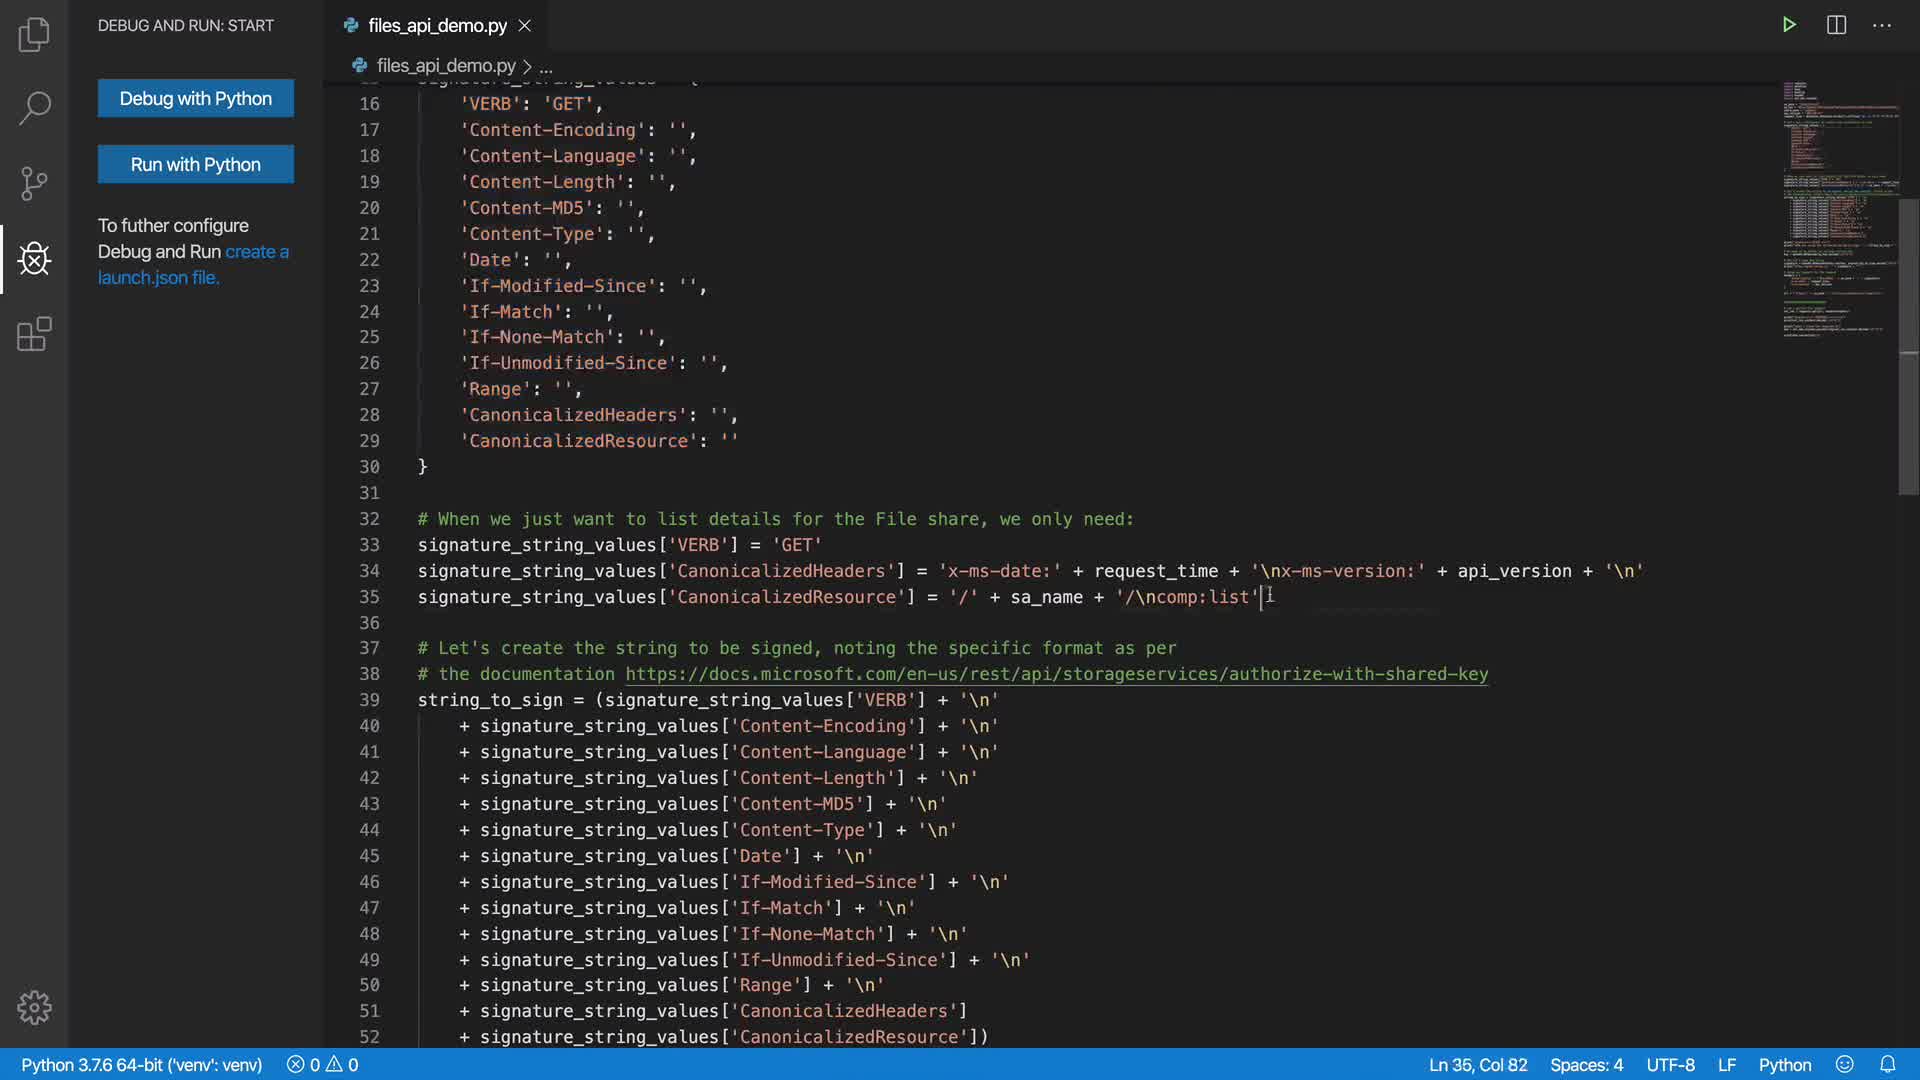 DEBUG AND RUN: START
Debug with Python
Run with Python
To futher configure
Debug and Run create a
launch.json file.
files_api_demo.py
files_api_demo.py > ...
16 'VERB': 'GET',
17 'Content-Encoding': '',
18 'Content-Language': '',
19 'Content-Length': '',
20 'Content-MD5': '',
21 'Content-Type': '',
22 'Date': '',
23 'If-Modified-Since': '',
24 'If-Match': '',
25 'If-None-Match': '',
26 'If-Unmodified-Since': '',
27 'Range': '',
28 'CanonicalizedHeaders': '',
29 'CanonicalizedResource': ''
30 }
31
32 # When we just want to list details for the File share, we only need:
33 signature_string_values['VERB'] = 'GET'
34 signature_string_values['CanonicalizedHeaders'] = 'x-ms-date:' + request_time + '\nx-ms-version:' + api_version + '\n'
35 signature_string_values['CanonicalizedResource'] = '/' + sa_name + '/\ncomp:list'
36
37 # Let's create the string to be signed, noting the specific format as per
38 # the documentation https://docs.microsoft.com/en-us/rest/api/storageservices/authorize-with-shared-key
39 string_to_sign = (signature_string_values['VERB'] + '\n'
40 + signature_string_values['Content-Encoding'] + '\n'
41 + signature_string_values['Content-Language'] + '\n'
42 + signature_string_values['Content-Length'] + '\n'
43 + signature_string_values['Content-MD5'] + '\n'
44 + signature_string_values['Content-Type'] + '\n'
45 + signature_string_values['Date'] + '\n'
46 + signature_string_values['If-Modified-Since'] + '\n'
47 + signature_string_values['If-Match'] + '\n'
48 + signature_string_values['If-None-Match'] + '\n'
49 + signature_string_values['If-Unmodified-Since'] + '\n'
50 + signature_string_values['Range'] + '\n'
51 + signature_string_values['CanonicalizedHeaders']
52 + signature_string_values['CanonicalizedResource'])
Python 3.7.6 64-bit ('venv': venv) 0 0 Ln 35, Col 82 Spaces: 4 UTF-8 LF Python